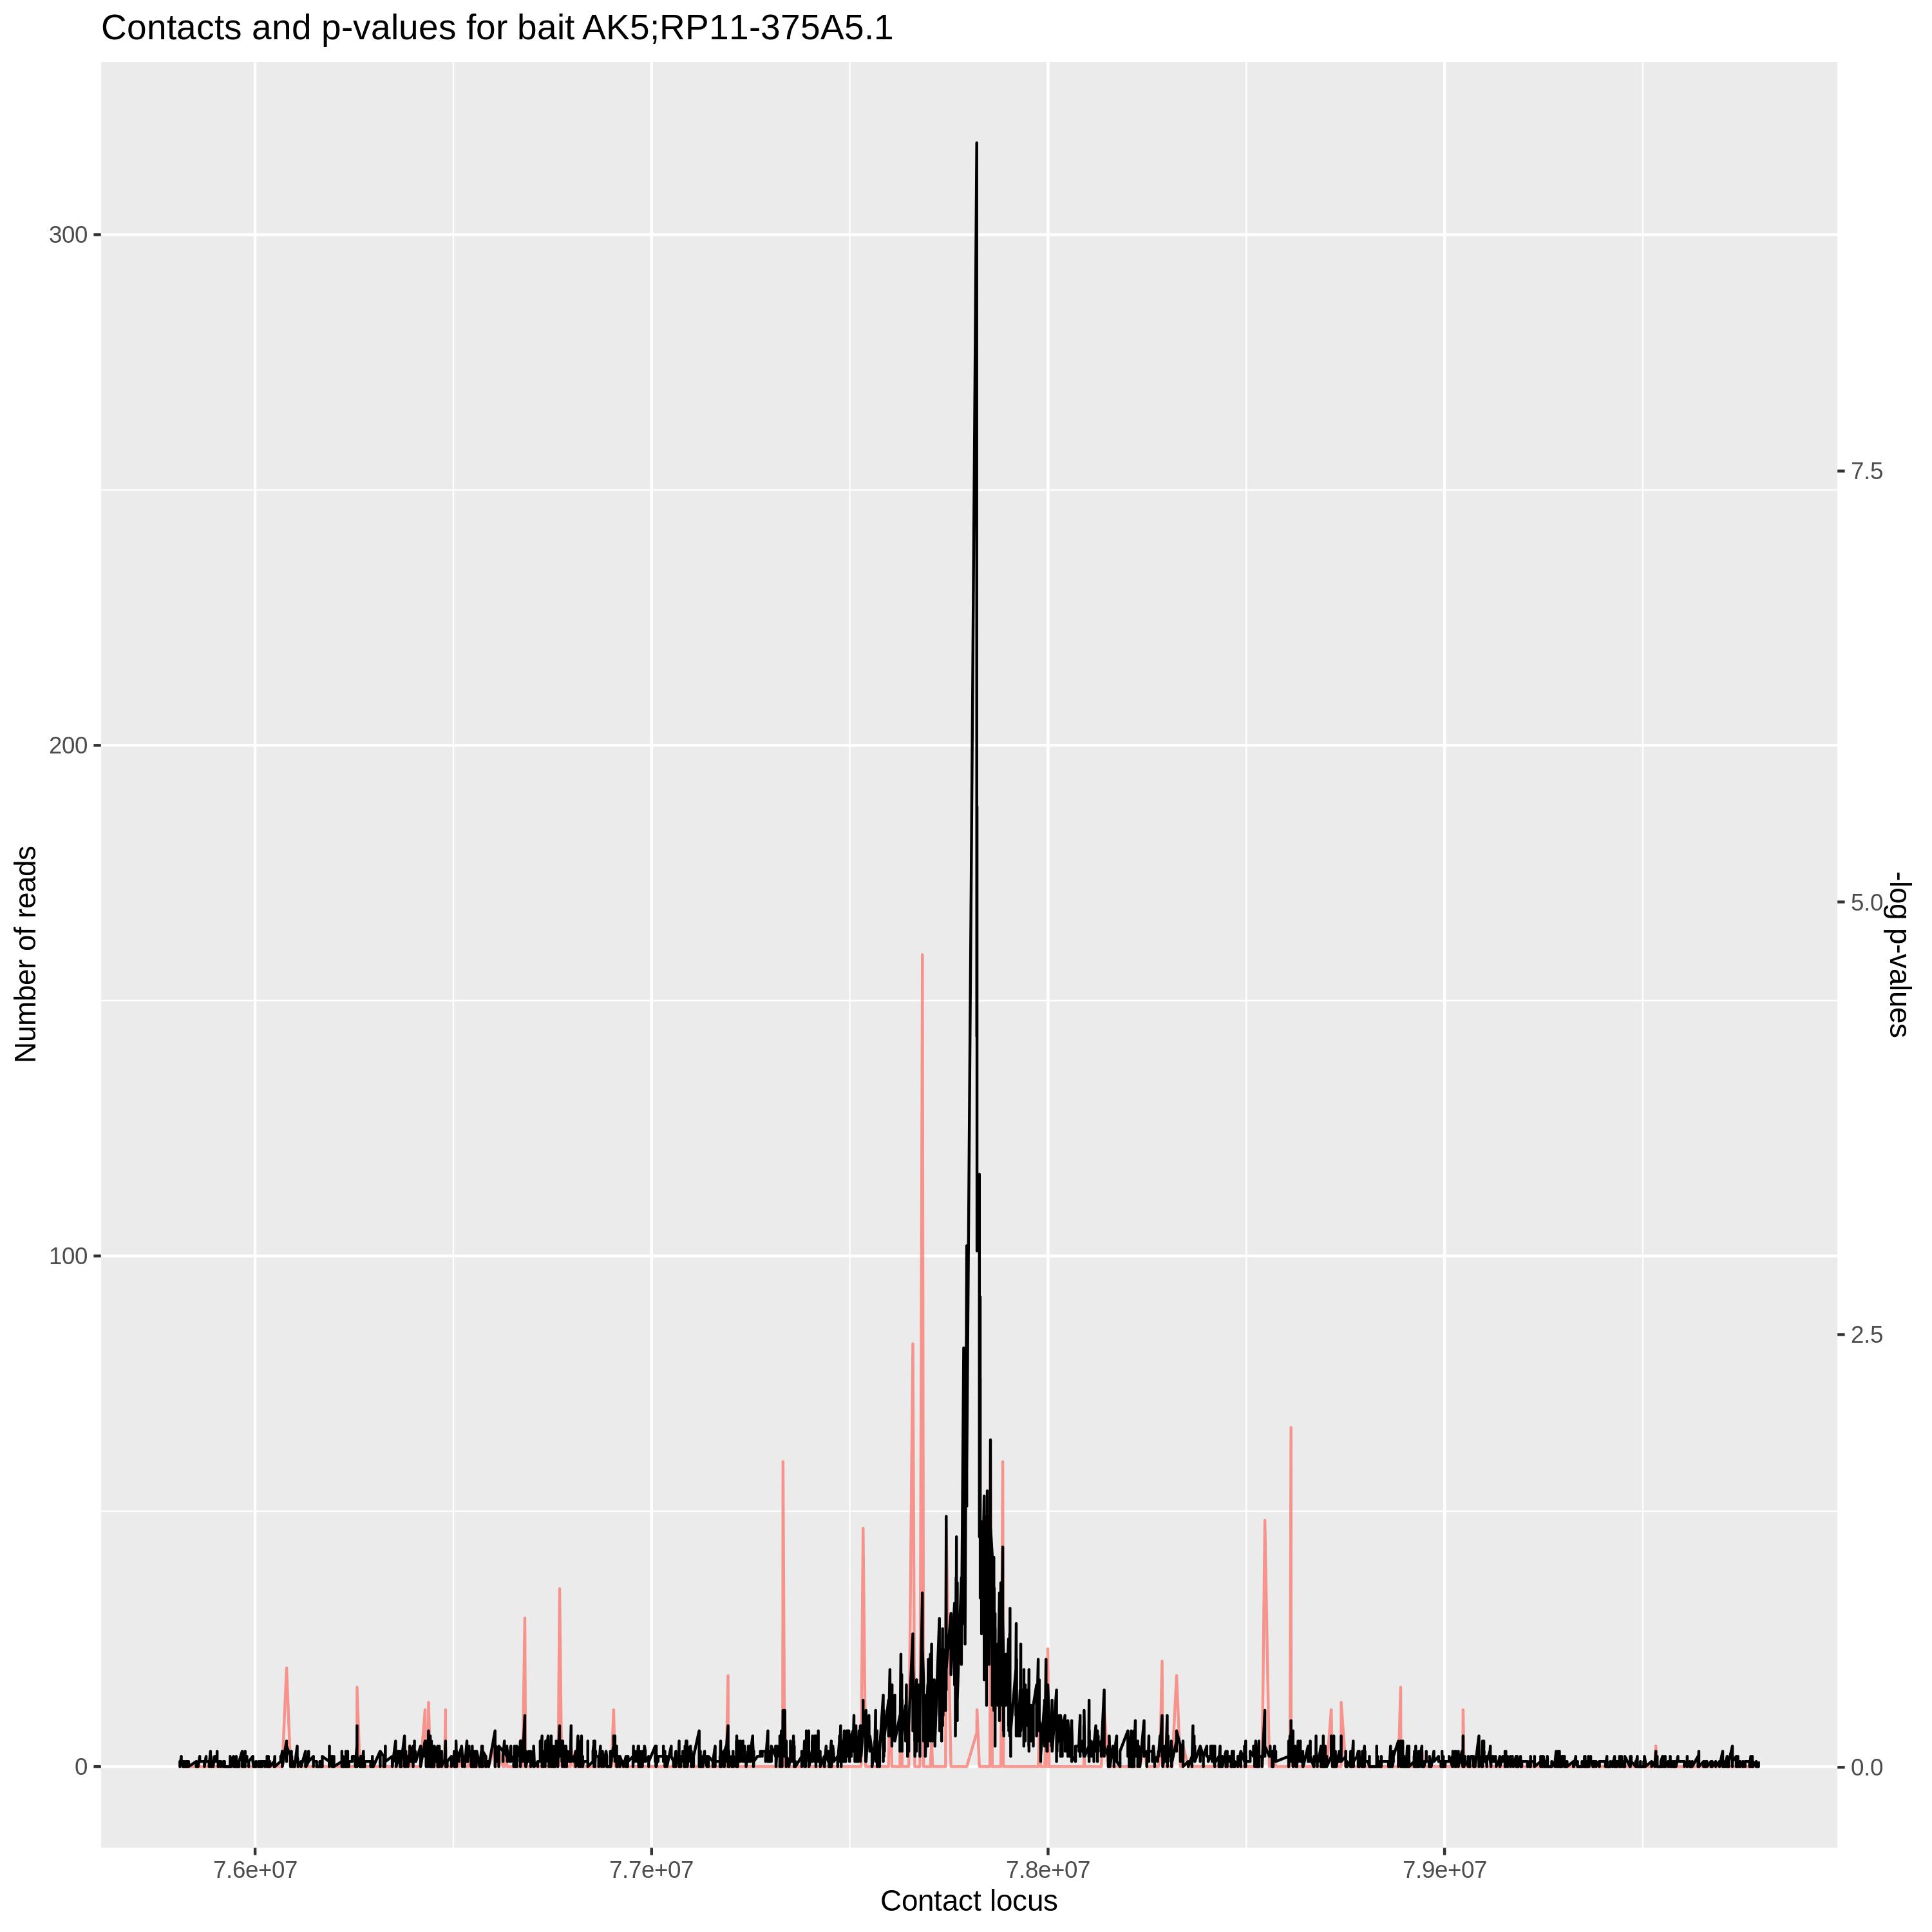 Contacts and p-values for bait AK5;RP11-375A5.1
300
200
100
0
Number of reads
7.5
5.0
2.5
0.0
-log p-values
7.6e+07
7.7e+07
7.8e+07
7.9e+07
Contact locus